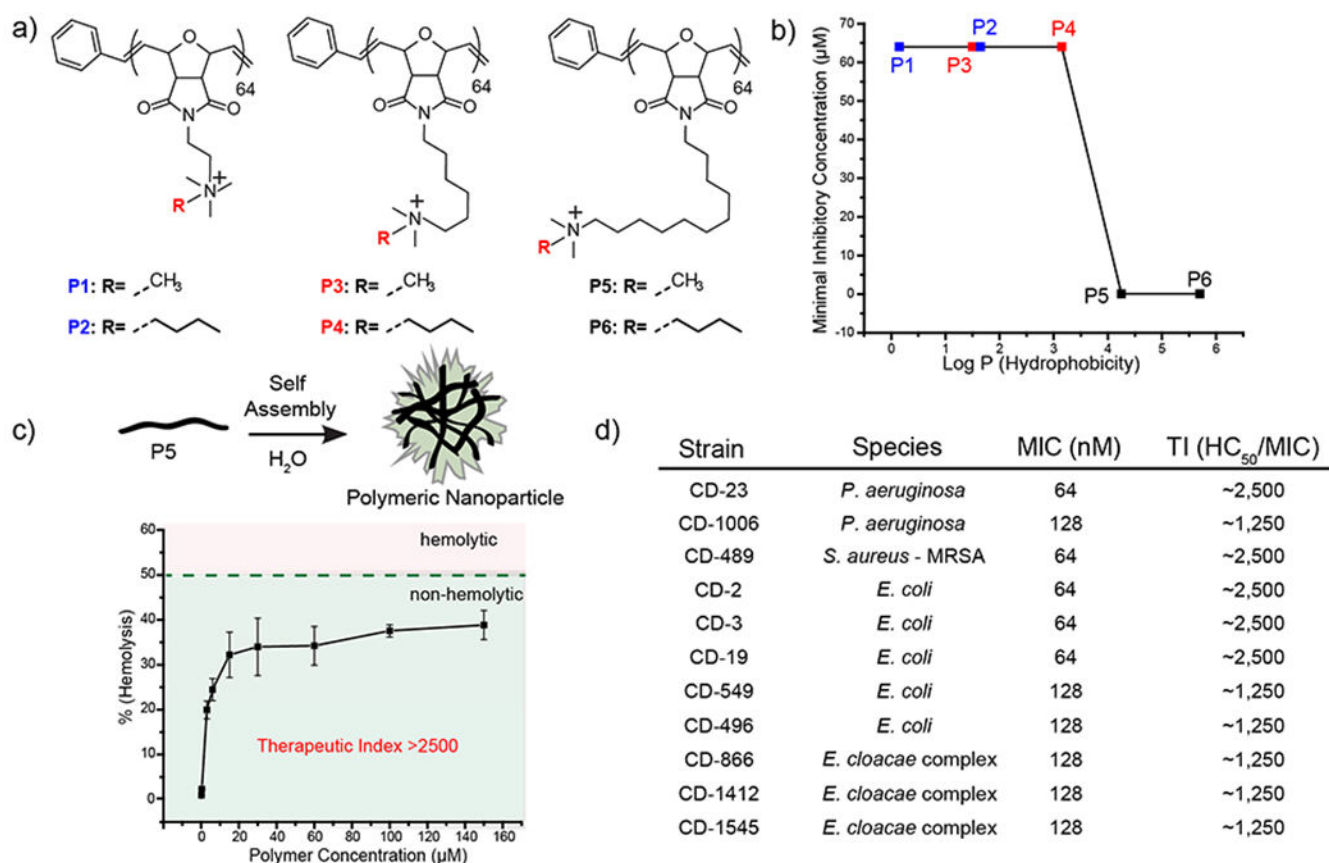 a)
O
O
O
64
64
64
O N O
O N O
O N O
N+
R
N+
R
N+
R
P1: R= CH3
P3: R= CH3
P5: R= CH3
P2: R=
P4: R=
P6: R=
b)
Minimal Inhibitory Concentration (µM)
70
60
50
40
30
20
10
0
-10
P1
P3
P2
P4
P5
P6
0 1 2 3 4 5 6
Log P (Hydrophobicity)
c)
P5
Self
Assembly
H₂O
Polymeric Nanoparticle
% (Hemolysis)
60
50
40
30
20
10
0
hemolytic
non-hemolytic
Therapeutic Index >2500
0 20 40 60 80 100 120 140 160
Polymer Concentration (µM)
d)
Strain Species MIC (nM) TI (HC₅₀/MIC)
CD-23 P. aeruginosa 64 ~2,500
CD-1006 P. aeruginosa 128 ~1,250
CD-489 S. aureus - MRSA 64 ~2,500
CD-2 E. coli 64 ~2,500
CD-3 E. coli 64 ~2,500
CD-19 E. coli 64 ~2,500
CD-549 E. coli 128 ~1,250
CD-496 E. coli 128 ~1,250
CD-866 E. cloacae complex 128 ~1,250
CD-1412 E. cloacae complex 128 ~1,250
CD-1545 E. cloacae complex 128 ~1,250